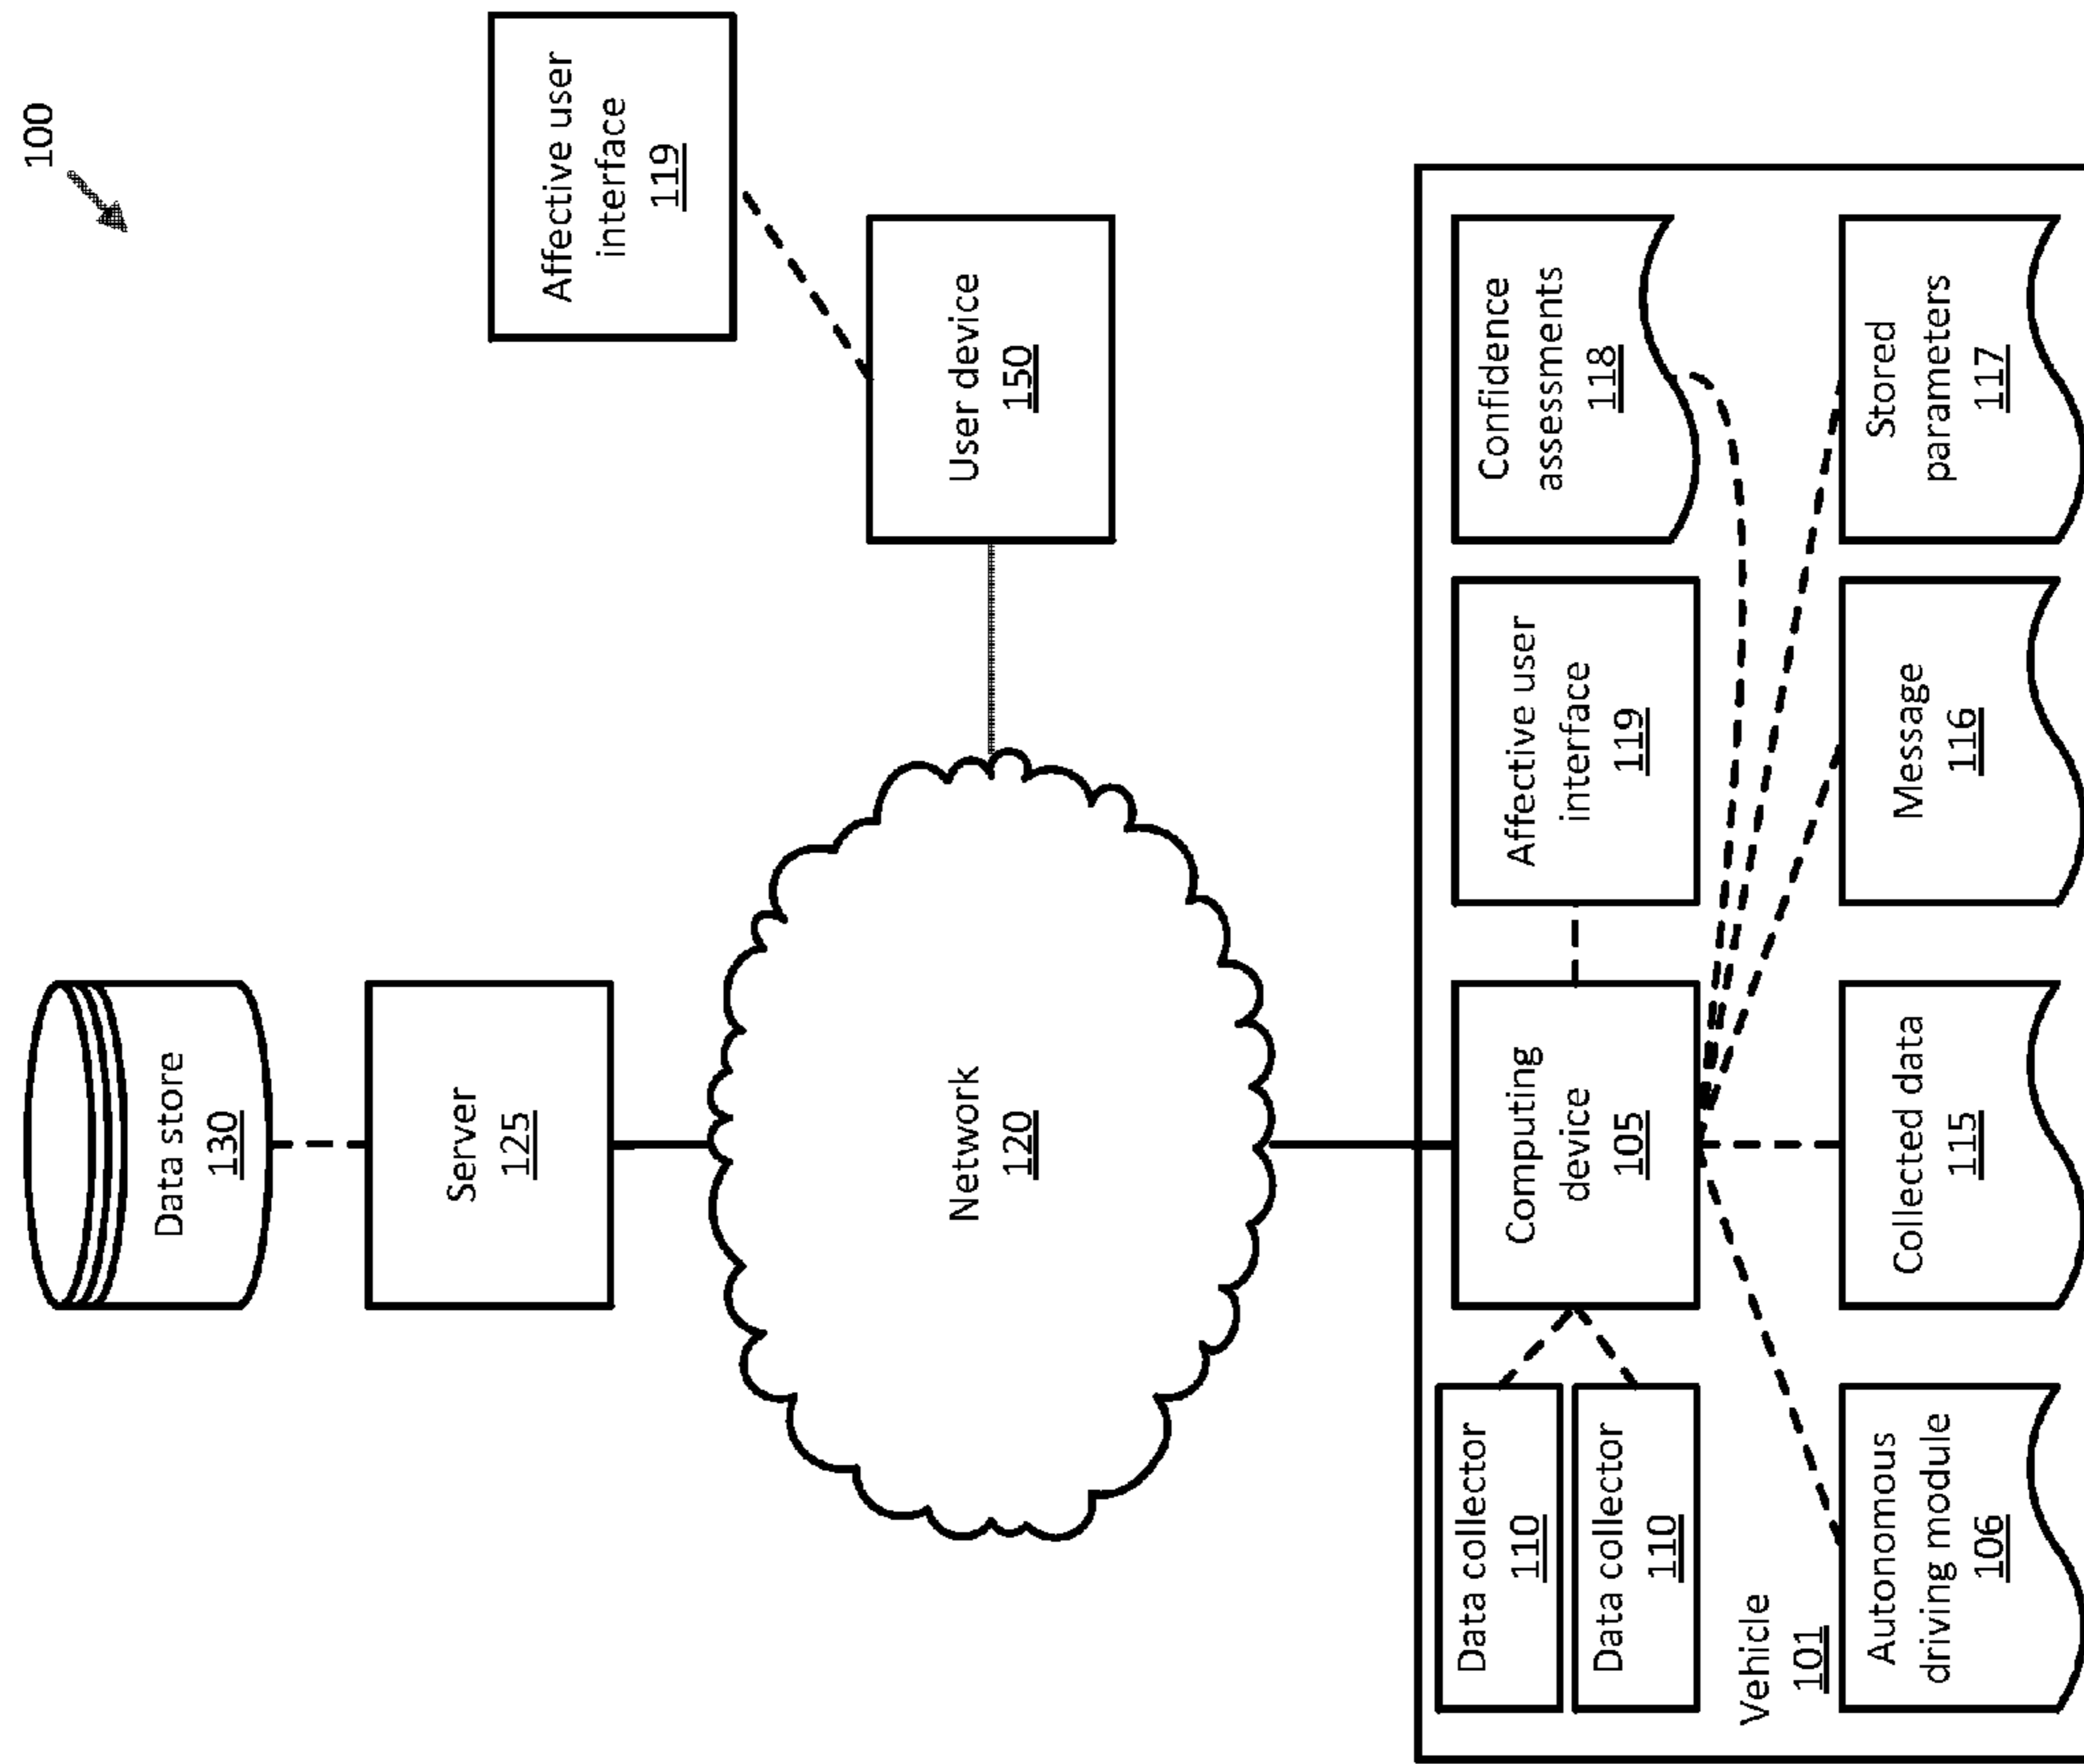 100
Data store
130
Server
125
Affective user
interface
119
User device
150
Network
120
Data collector
110
Data collector
110
Computing
device
105
Affective user
interface
119
Confidence
assessments
118
Vehicle
101
Autonomous
driving module
106
Collected data
115
Message
116
Stored
parameters
117